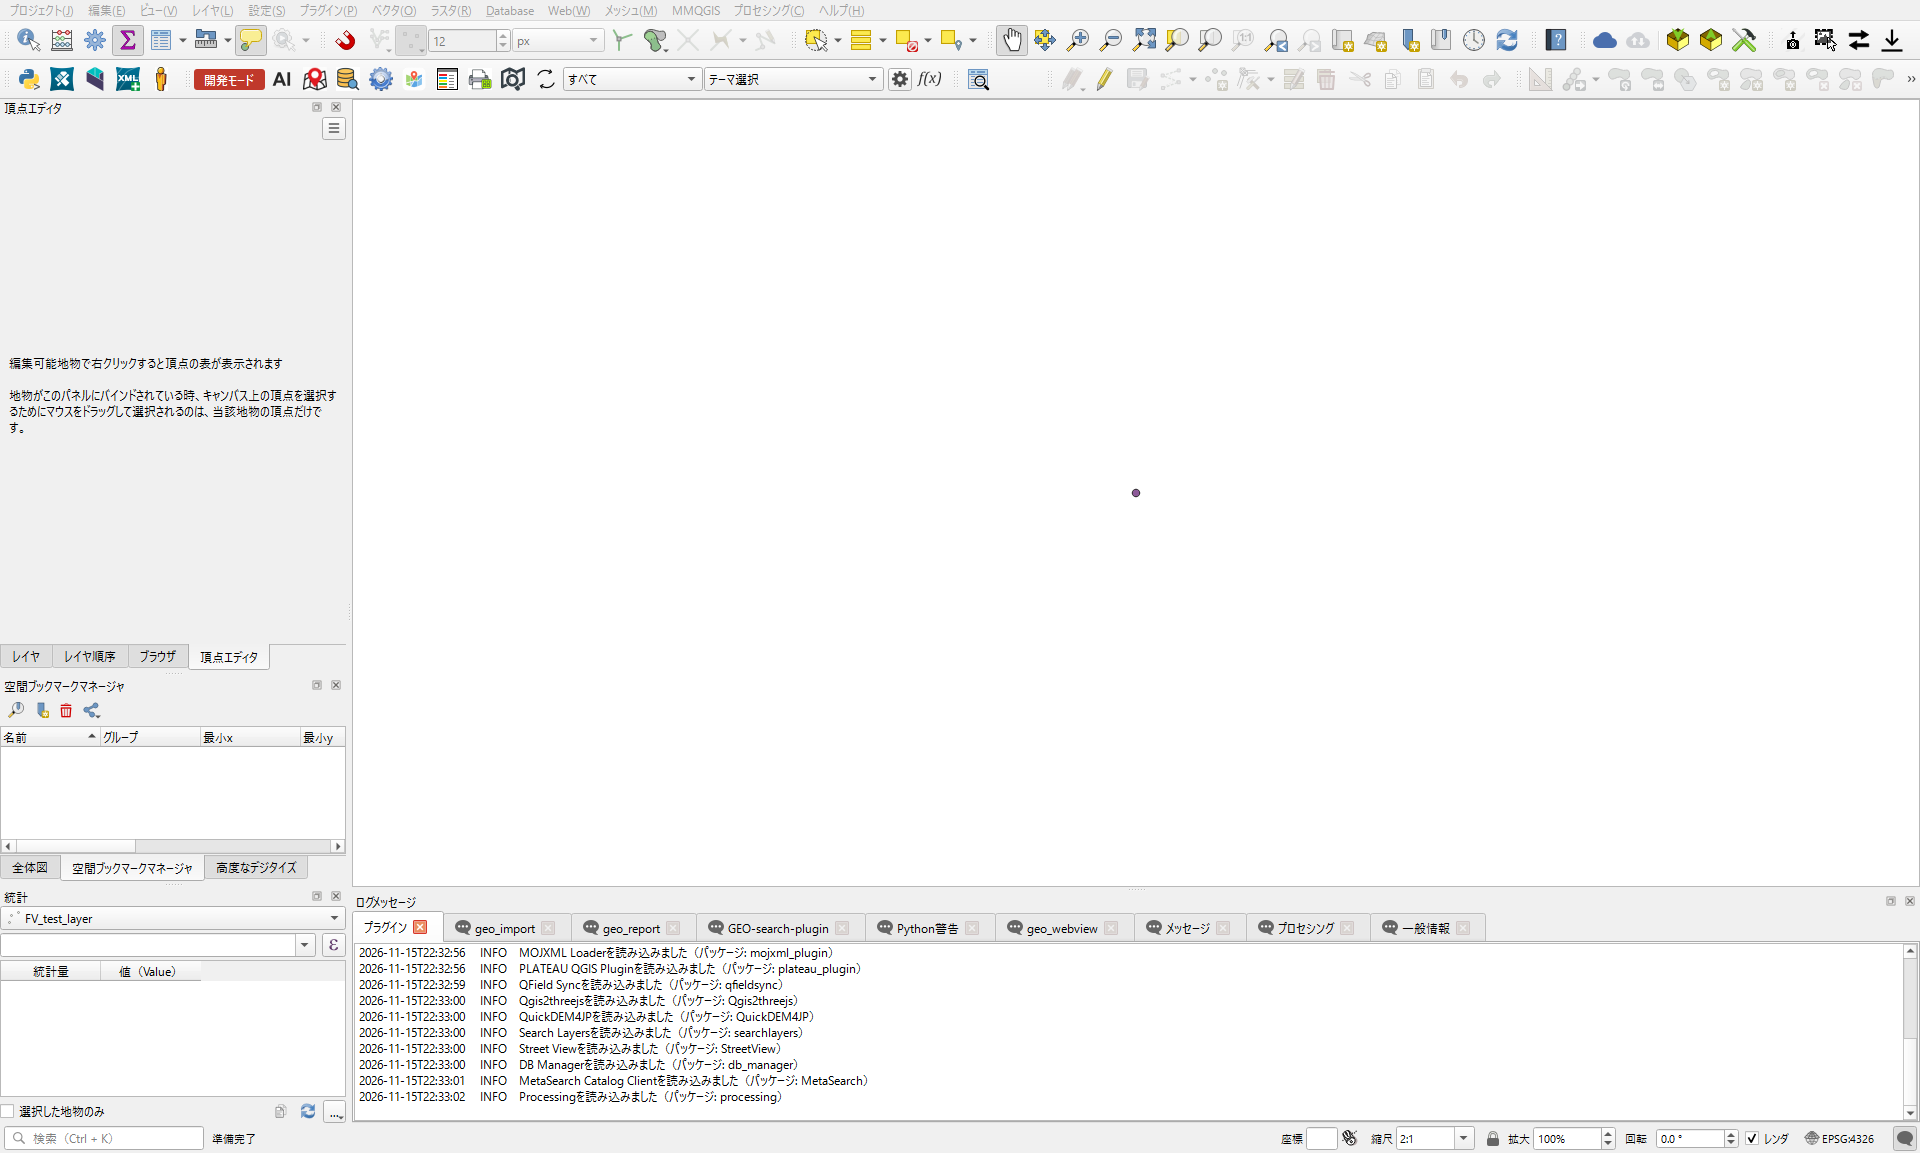 プロジェクト(J) 編集(E) ビュー(V) レイヤ(L) 設定(S) プラグイン(P) ベクタ(O) ラスタ(R) Database Web(W) メッシュ(M) MMQGIS プロセシング(C) ヘルプ(H)
12 px
開発モード AI すべて テーマ選択 f(x)
頂点エディタ
編集可能地物で右クリックすると頂点の表が表示されます
地物がこのパネルにバインドされている時、キャンバス上の頂点を選択す
るためにマウスをドラッグして選択されるのは、当該地物の頂点だけで
す。
レイヤ レイヤ順序 ブラウザ 頂点エディタ
空間ブックマークマネージャ
名前 グループ 最小x 最小y
全体図 空間ブックマークマネージャ 高度なデジタイズ
統計
FV_test_layer
ε
統計量 値（Value）
選択した地物のみ
...
検索（Ctrl + K） 準備完了
ログメッセージ
プラグイン geo_import geo_report GEO-search-plugin Python警告 geo_webview メッセージ プロセシング 一般情報
2026-11-15T22:32:56 INFO MOJXML Loaderを読み込みました（パッケージ: mojxml_plugin）
2026-11-15T22:32:56 INFO PLATEAU QGIS Pluginを読み込みました（パッケージ: plateau_plugin）
2026-11-15T22:32:59 INFO QField Syncを読み込みました（パッケージ: qfieldsync）
2026-11-15T22:33:00 INFO Qgis2threejsを読み込みました（パッケージ: Qgis2threejs）
2026-11-15T22:33:00 INFO QuickDEM4JPを読み込みました（パッケージ: QuickDEM4JP）
2026-11-15T22:33:00 INFO Search Layersを読み込みました（パッケージ: searchlayers）
2026-11-15T22:33:00 INFO Street Viewを読み込みました（パッケージ: StreetView）
2026-11-15T22:33:00 INFO DB Managerを読み込みました（パッケージ: db_manager）
2026-11-15T22:33:01 INFO MetaSearch Catalog Clientを読み込みました（パッケージ: MetaSearch）
2026-11-15T22:33:02 INFO Processingを読み込みました（パッケージ: processing）
座標 縮尺 2:1 拡大 100% 回転 0.0 ° レンダ EPSG:4326